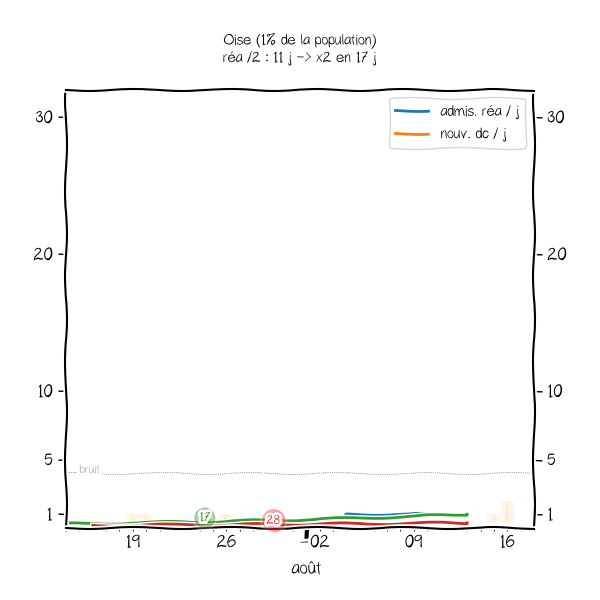 Oise (1% de la population)
réa /2 : 11 j -> x2 en 17 j
admis. réa / j
nouv. dc / j
30
30
20
20
10
10
5
5
bruit
1
1
17
28
19
26
02
09
16
août